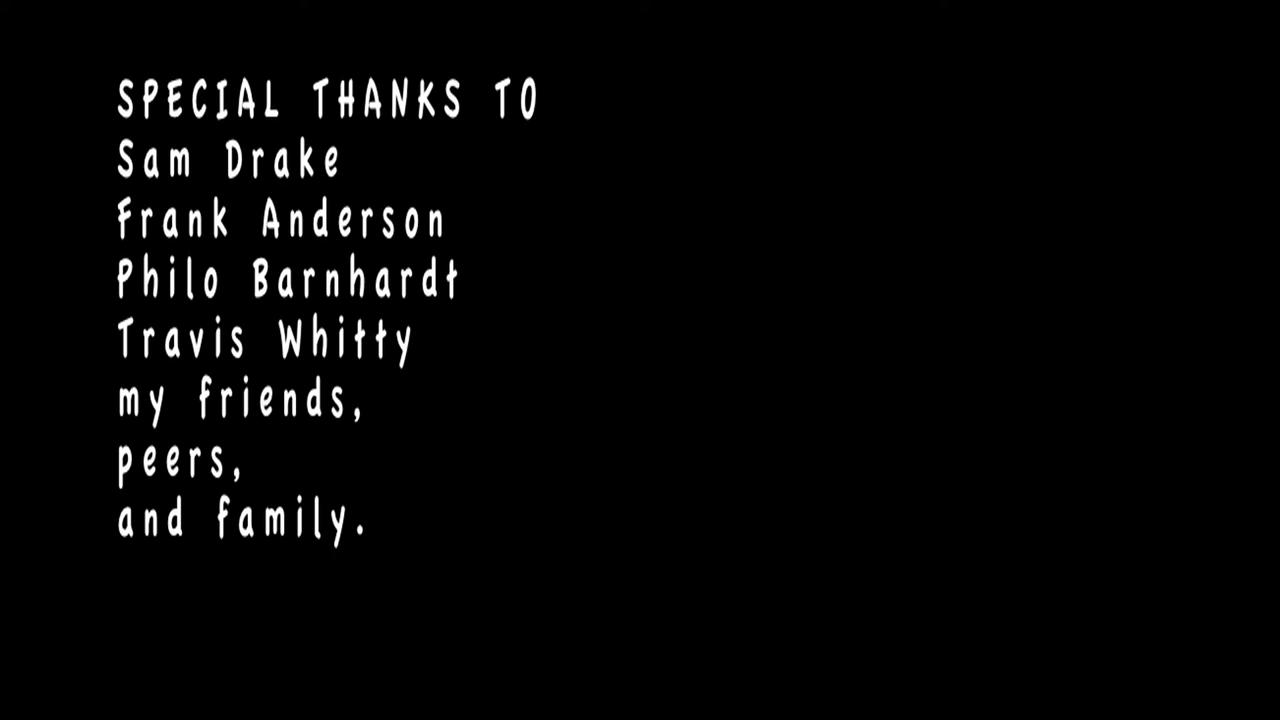 SPECIAL THANKS TO
Sam Drake
Frank Anderson
Philo Barnhardt
Travis Whitty
my friends,
peers,
and family.